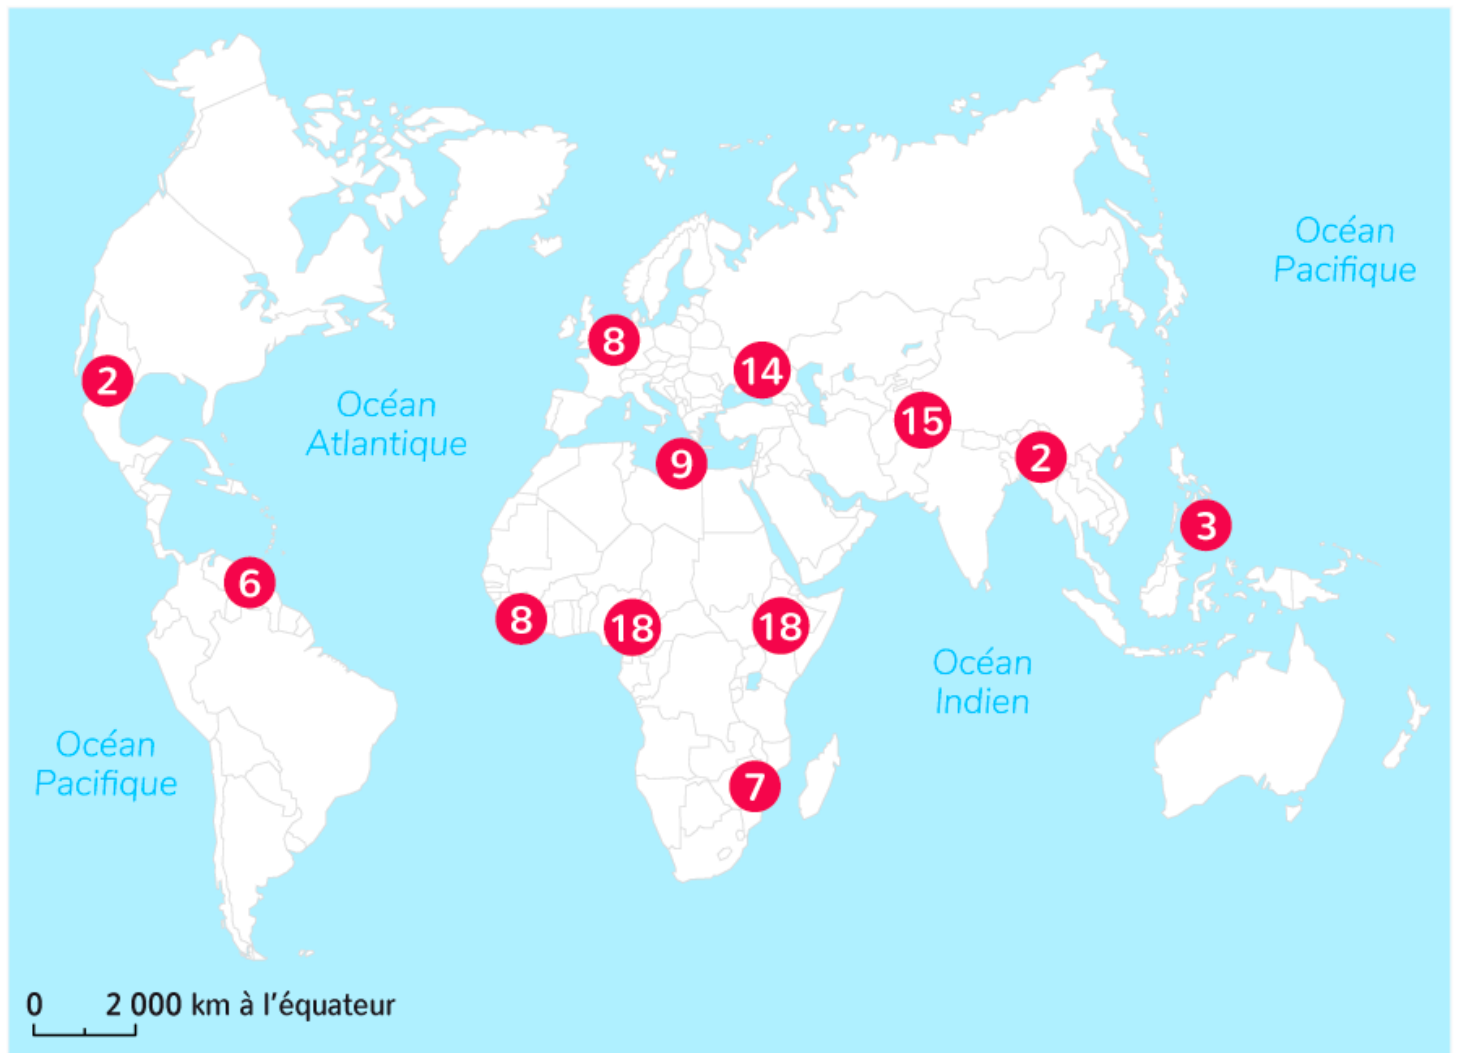 Océan
Pacifique
8
14
2
Océan
Atlantique
15
2
9
3
6
8
18
18
Océan
Indien
Océan
Pacifique
7
0 2 000 km à l'équateur